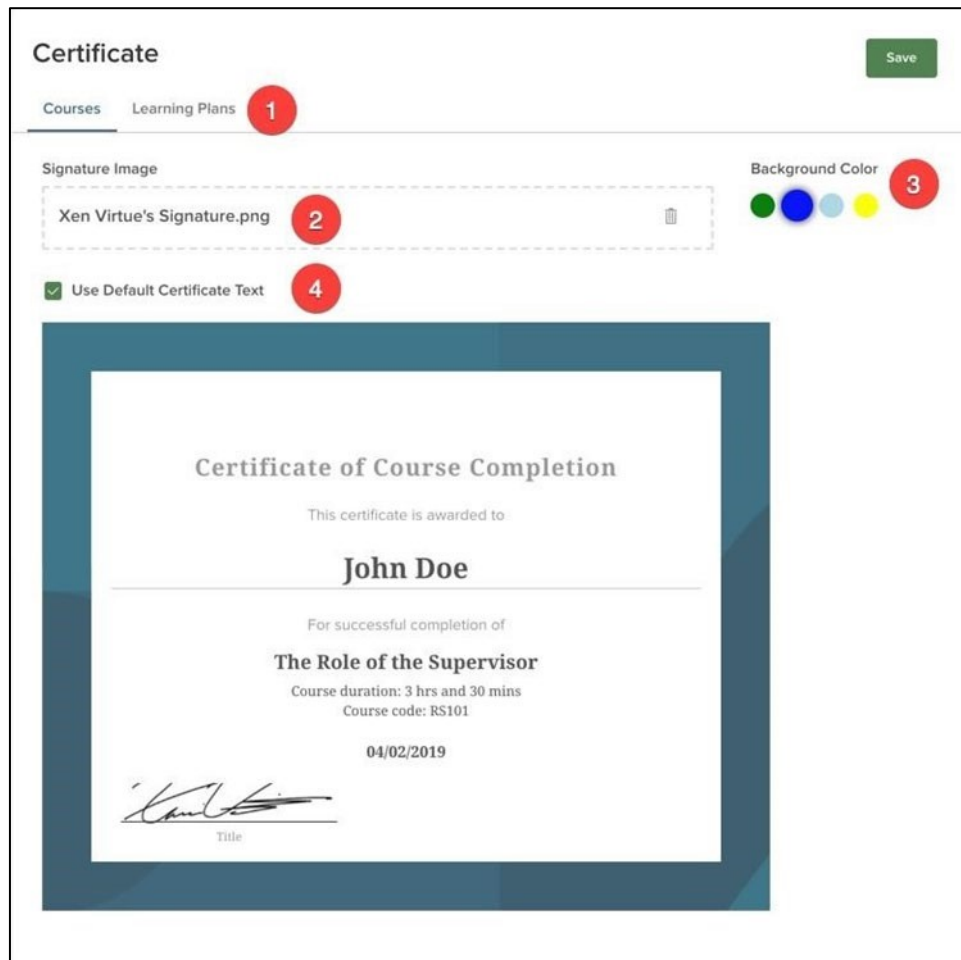 Certificate
Save
Courses Learning Plans 1
Signature Image
Background Color
3
Xen Virtue's Signature.png 2
Use Default Certificate Text 4
Certificate of Course Completion
This certificate is awarded to
John Doe
For successful completion of
The Role of the Supervisor
Course duration: 3 hrs and 30 mins
Course code: RS101
04/02/2019
Title